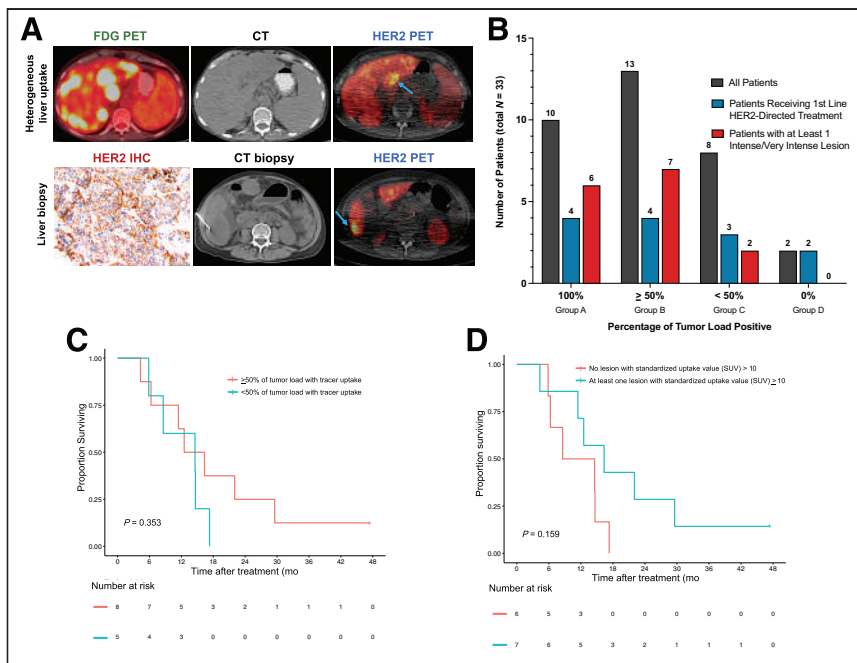 A
FDG PET
CT
HER2 PET
Heterogeneous
liver uptake
HER2 IHC
CT biopsy
HER2 PET
Liver biopsy
B
Number of Patients (total N = 33)
15
10
5
0
10
4
6
13
4
7
8
3
2
2
2
0
All Patients
Patients Receiving 1st Line
HER2-Directed Treatment
Patients with at Least 1
Intense/Very Intense Lesion
100%
≥ 50%
< 50%
0%
Group A
Group B
Group C
Group D
Percentage of Tumor Load Positive
C
Proportion Surviving
1.00
0.75
0.50
0.25
0.00
≥50% of tumor load with tracer uptake
<50% of tumor load with tracer uptake
P = 0.353
0 6 12 18 24 30 36 42 48
Time after treatment (mo
Number at risk
8 7 5 3 2 1 1 1 0
5 4 3 0 0 0 0 0 0
D
Proportion surviving
1.00
0.75
0.50
0.25
0.00
No lesion with standardized uptake value (SUV) > 10
At least one lesion with standardized uptake value (SUV) ≥ 10
P = 0.159
0 6 12 18 24 30 36 42 48
Time after treatment (mo
Number at risk
6 5 3 0 0 0 0 0 0
7 6 5 3 2 1 1 1 0